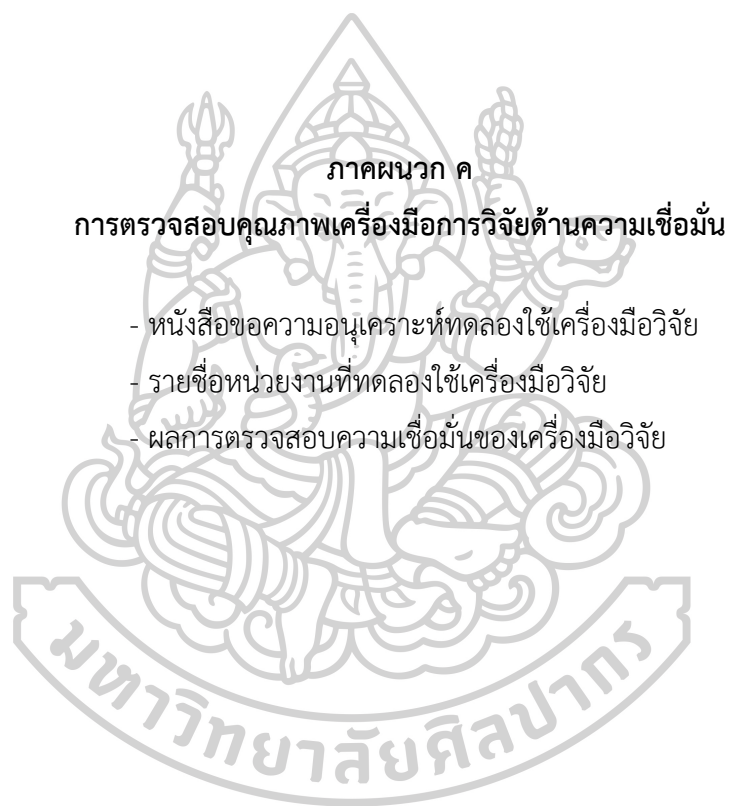 ภาคผนวก ค
การตรวจสอบคุณภาพเครื่องมือการวิจัยด้านความเชื่อมั่น
- หนังสือขอความอนุเคราะห์ทดลองใช้เครื่องมือวิจัย
- รายชื่อหน่วยงานที่ทดลองใช้เครื่องมือวิจัย
- ผลการตรวจสอบความเชื่อมั่นของเครื่องมือวิจัย
มหาวิทยาลัยศิลปากร